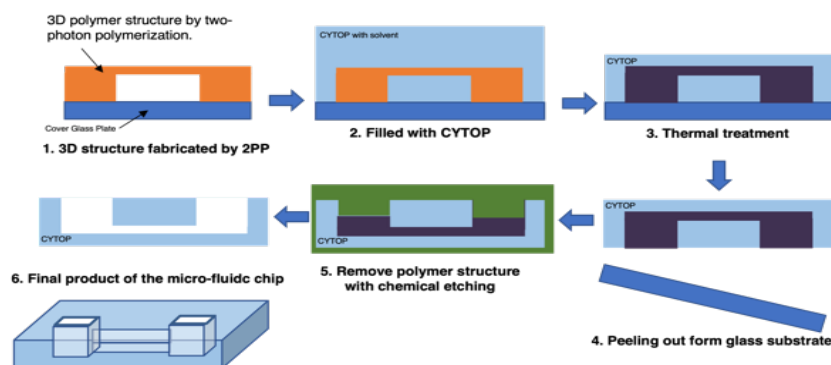 3D polymer structure by two-
photon polymerization.
Cover Glass Plate
1. 3D structure fabricated by 2PP
CYTOP with solvent
2. Filled with CYTOP
CYTOP
3. Thermal treatment
CYTOP
4. Peeling out form glass substrate
CYTOP
5. Remove polymer structure
with chemical etching
CYTOP
6. Final product of the micro-fluidc chip